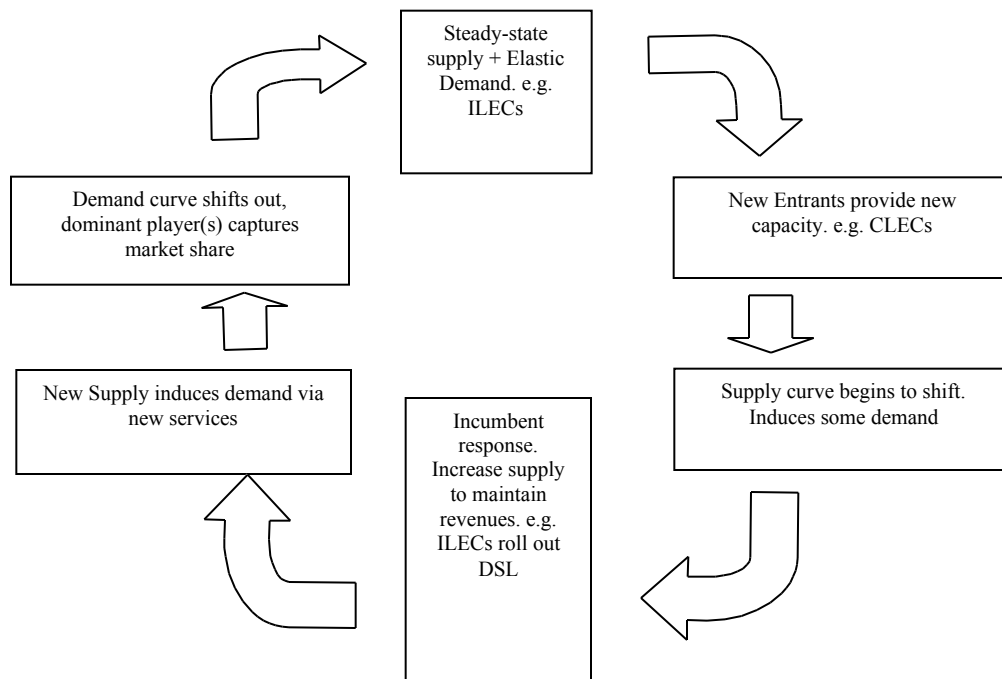 Steady-state
supply + Elastic
Demand. e.g.
ILECs
New Entrants provide new
capacity. e.g. CLECs
Supply curve begins to shift.
Induces some demand
Incumbent
response.
Increase supply
to maintain
revenues. e.g.
ILECs roll out
DSL
New Supply induces demand via
new services
Demand curve shifts out,
dominant player(s) captures
market share